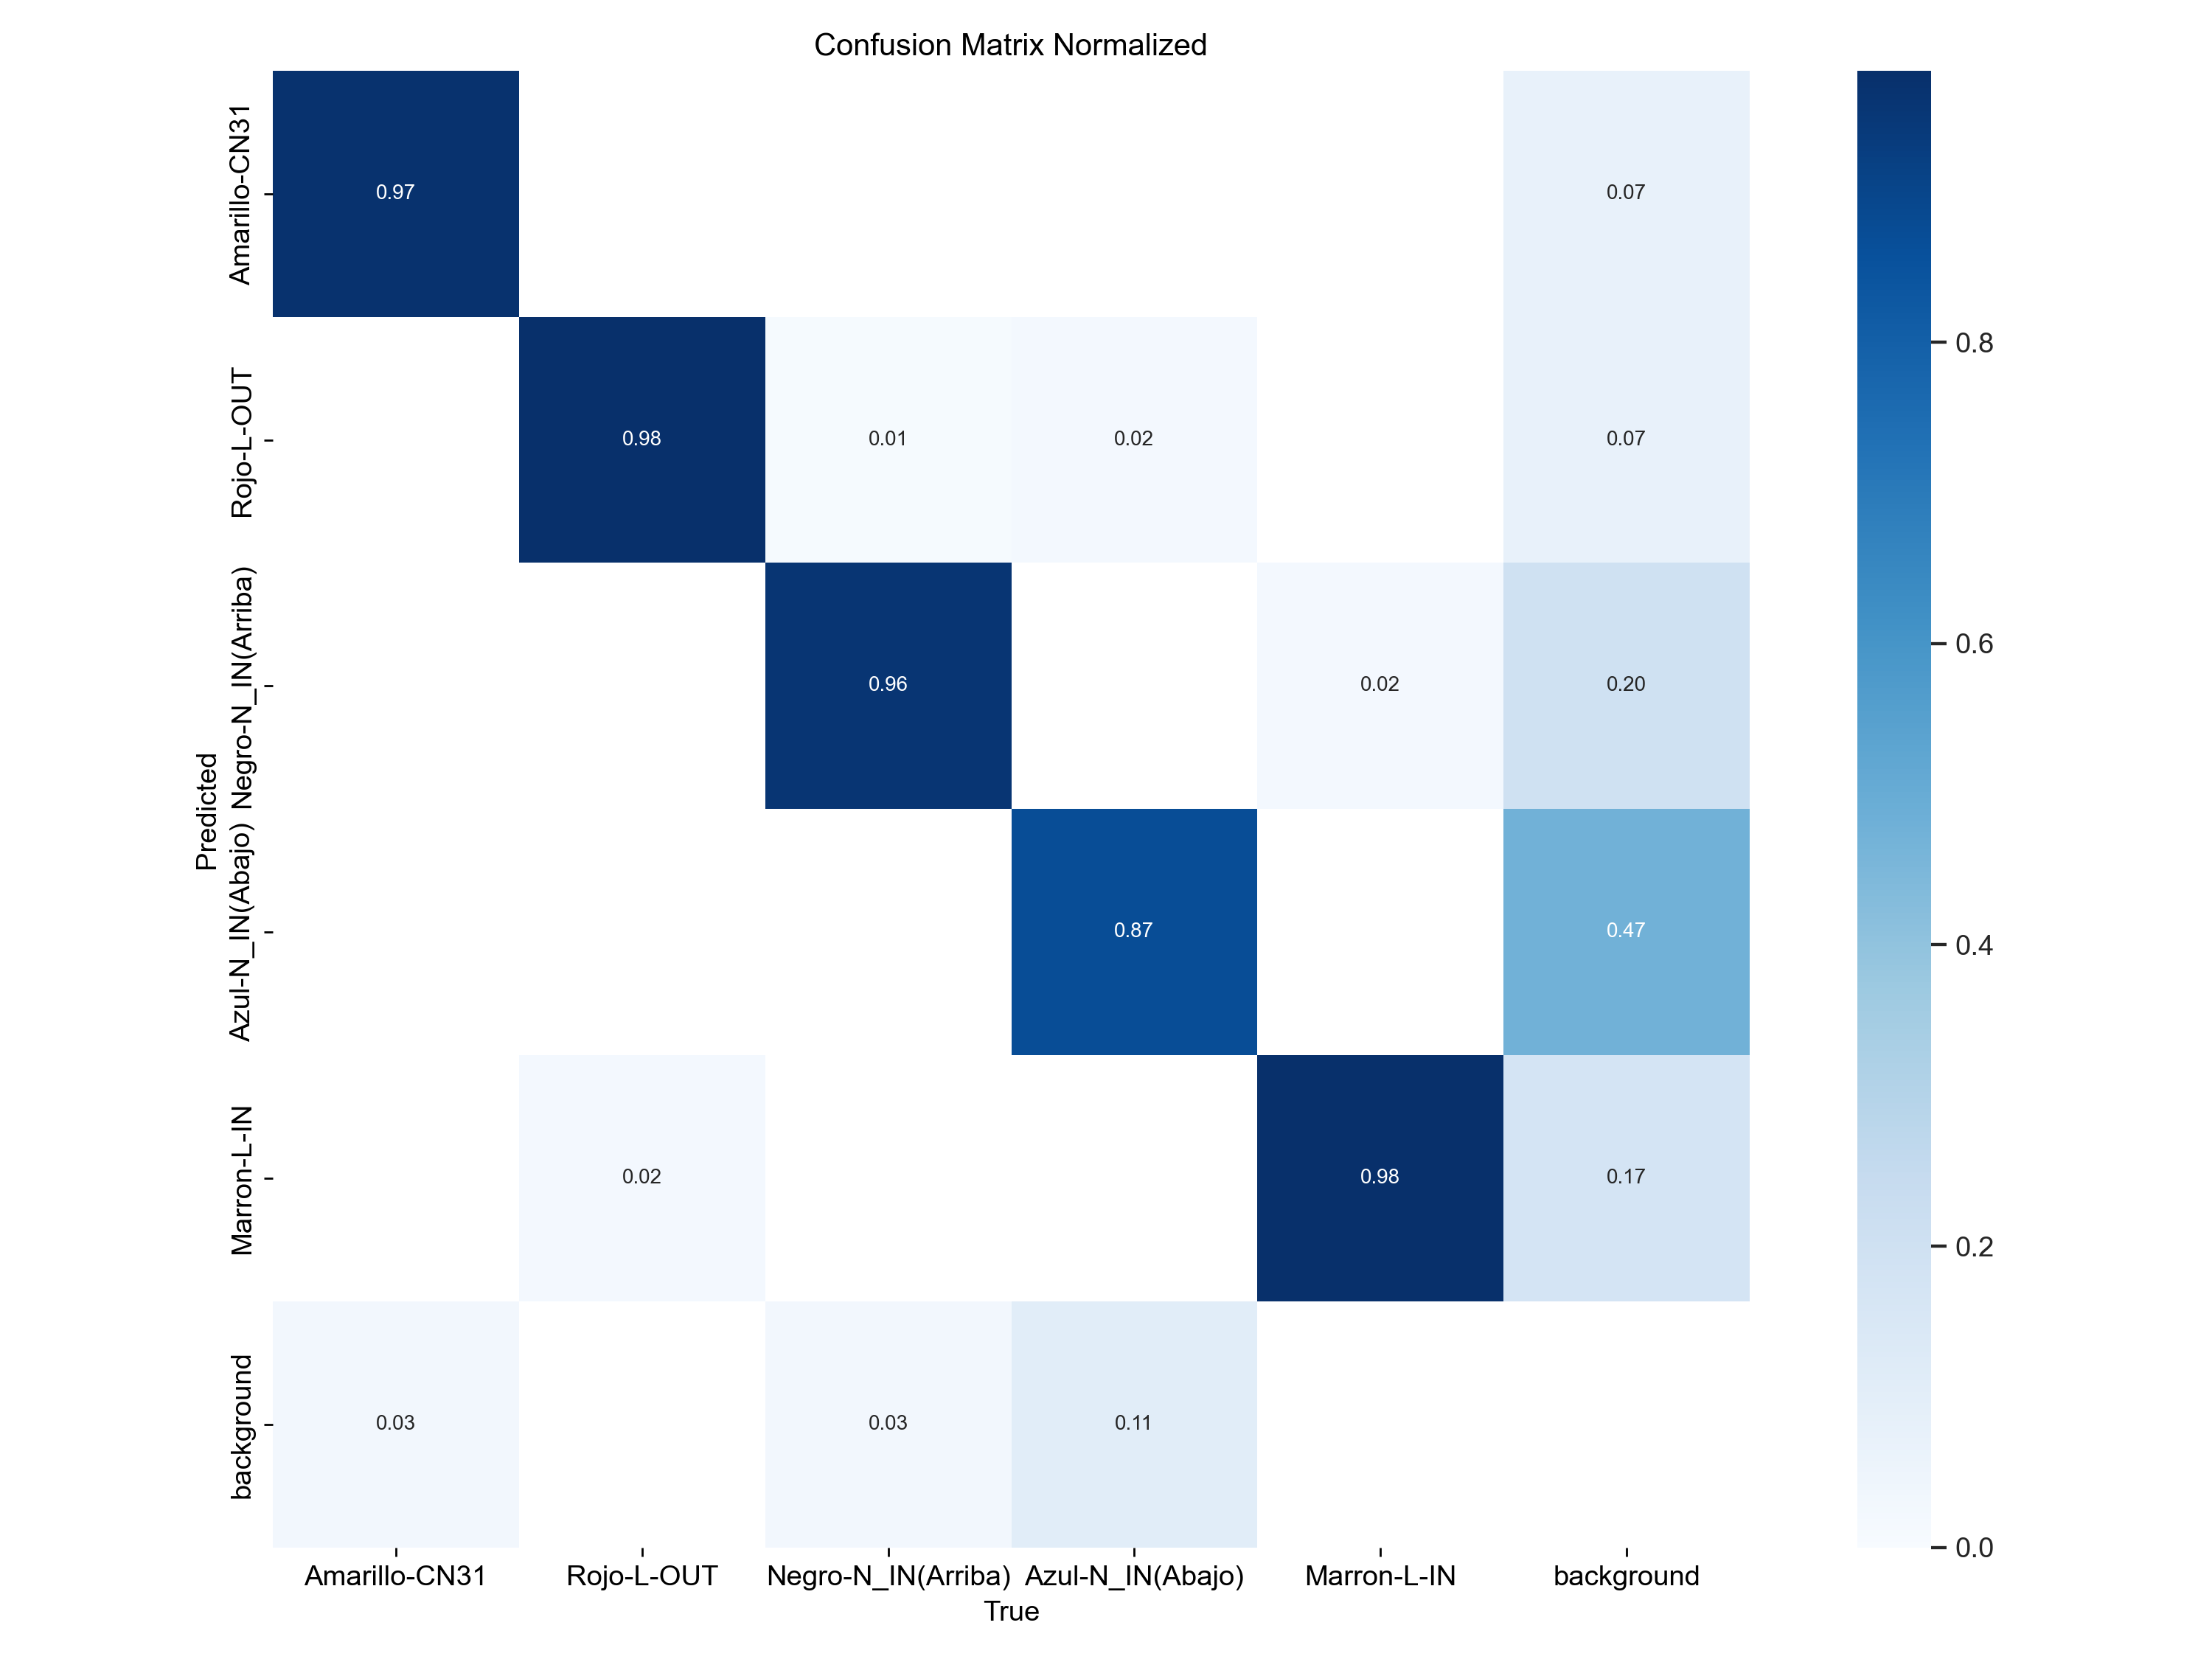 Confusion Matrix Normalized
Amarillo-CN31
0.97
0.07
Rojo-L-OUT
0.98
0.01
0.02
0.07
Negro-N_IN(Arriba)
0.96
0.02
0.20
Azul-N_IN(Abajo)
0.87
0.47
Marron-L-IN
0.02
0.98
0.17
background
0.03
0.03
0.11
Predicted
Amarillo-CN31 Rojo-L-OUT Negro-N_IN(Arriba) Azul-N_IN(Abajo) Marron-L-IN background
True
0.8
0.6
0.4
0.2
0.0